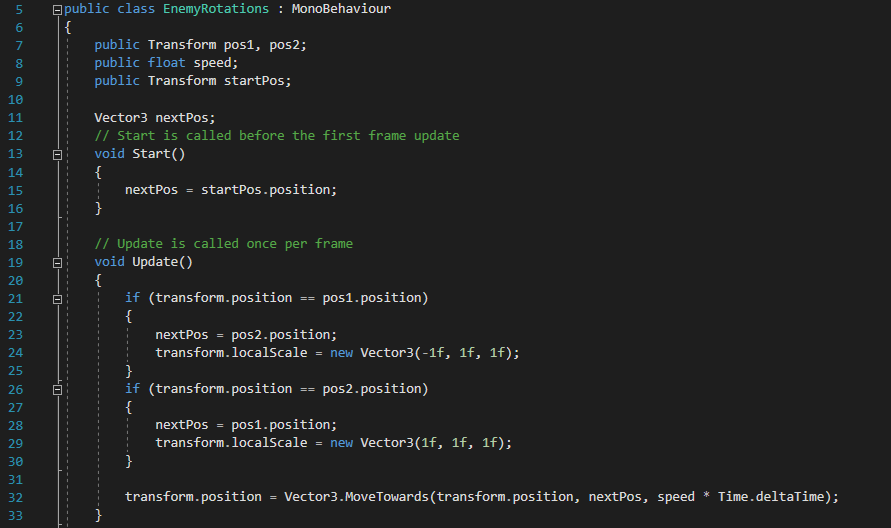 5 public class EnemyRotations : MonoBehaviour
6 {
7 public Transform pos1, pos2;
8 public float speed;
9 public Transform startPos;
10
11 Vector3 nextPos;
12 // Start is called before the first frame update
13 void Start()
14 {
15 nextPos = startPos.position;
16 }
17
18 // Update is called once per frame
19 void Update()
20 {
21 if (transform.position == pos1.position)
22 {
23 nextPos = pos2.position;
24 transform.localScale = new Vector3(-1f, 1f, 1f);
25 }
26 if (transform.position == pos2.position)
27 {
28 nextPos = pos1.position;
29 transform.localScale = new Vector3(1f, 1f, 1f);
30 }
31
32 transform.position = Vector3.MoveTowards(transform.position, nextPos, speed * Time.deltaTime);
33 }